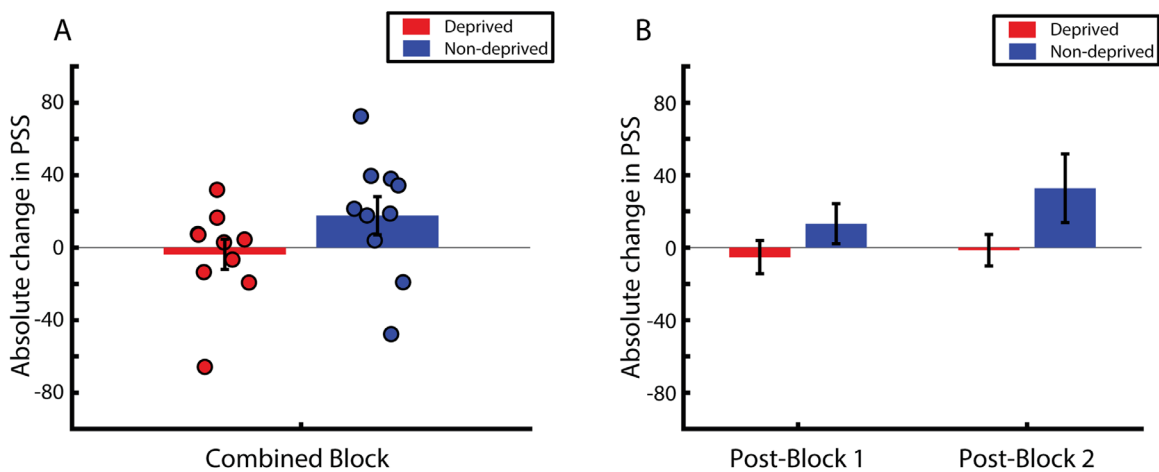 A
Deprived
Non-deprived
Absolute change in PSS
80
40
0
-40
-80
Combined Block
B
Deprived
Non-deprived
Absolute change in PSS
80
40
0
-40
-80
Post-Block 1
Post-Block 2